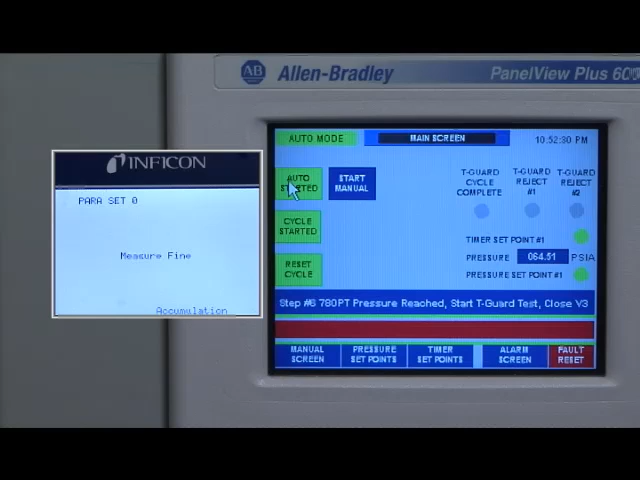 AB Allen-Bradley
PanelView Plus 600
AUTO MODE
MAIN SCREEN
10:52:30 PM
INFICON
PARA SET 0
Measure Fine
Accumulation
AUTO
STARTED
START
MANUAL
T-GUARD
CYCLE
COMPLETE
T-GUARD
REJECT
#1
T-GUARD
REJECT
#2
CYCLE
STARTED
TIMER SET POINT #1
RESET
CYCLE
PRESSURE
064.51
PSIA
PRESSURE SET POINT #1
Step #6 780PT Pressure Reached, Start T-Guard Test, Close V3
MANUAL
SCREEN
PRESSURE
SET POINTS
TIMER
SET POINTS
ALARM
SCREEN
FAULT
RESET